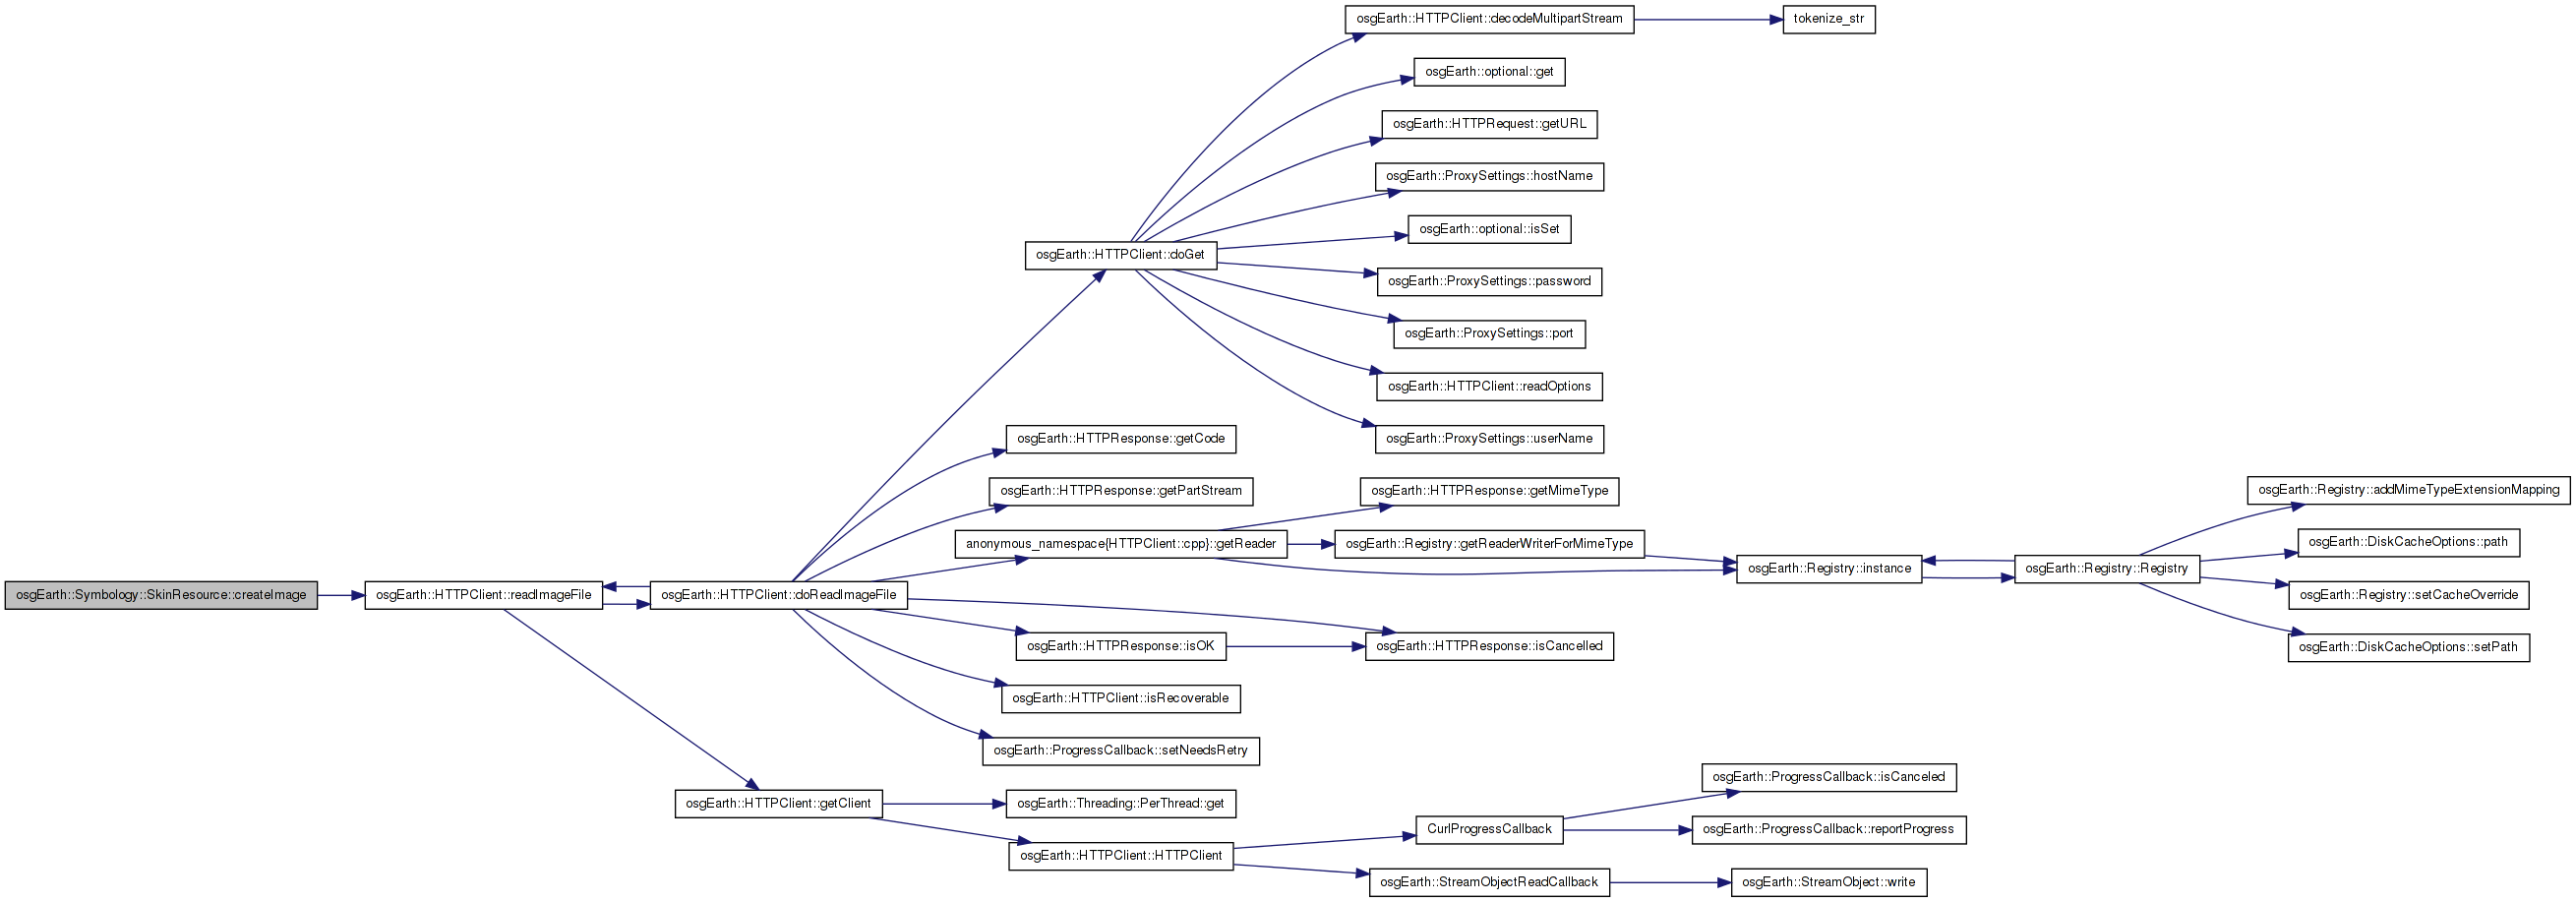 osgEarth::HTTPClient::decodeMultipartStream
tokenize_str
osgEarth::optional::get
osgEarth::HTTPRequest::getURL
osgEarth::ProxySettings::hostName
osgEarth::optional::isSet
osgEarth::HTTPClient::doGet
osgEarth::ProxySettings::password
osgEarth::ProxySettings::port
osgEarth::HTTPClient::readOptions
osgEarth::HTTPResponse::getCode
osgEarth::ProxySettings::userName
osgEarth::HTTPResponse::getPartStream
osgEarth::HTTPResponse::getMimeType
osgEarth::Registry::addMimeTypeExtensionMapping
anonymous_namespace{HTTPClient::cpp}::getReader
osgEarth::Registry::getReaderWriterForMimeType
osgEarth::DiskCacheOptions::path
osgEarth::Registry::instance
osgEarth::Registry::Registry
osgEarth::Symbology::SkinResource::createImage
osgEarth::HTTPClient::readImageFile
osgEarth::HTTPClient::doReadImageFile
osgEarth::Registry::setCacheOverride
osgEarth::HTTPResponse::isOK
osgEarth::HTTPResponse::isCancelled
osgEarth::DiskCacheOptions::setPath
osgEarth::HTTPClient::isRecoverable
osgEarth::ProgressCallback::setNeedsRetry
osgEarth::ProgressCallback::isCanceled
osgEarth::HTTPClient::getClient
osgEarth::Threading::PerThread::get
CurlProgressCallback
osgEarth::ProgressCallback::reportProgress
osgEarth::HTTPClient::HTTPClient
osgEarth::StreamObjectReadCallback
osgEarth::StreamObject::write